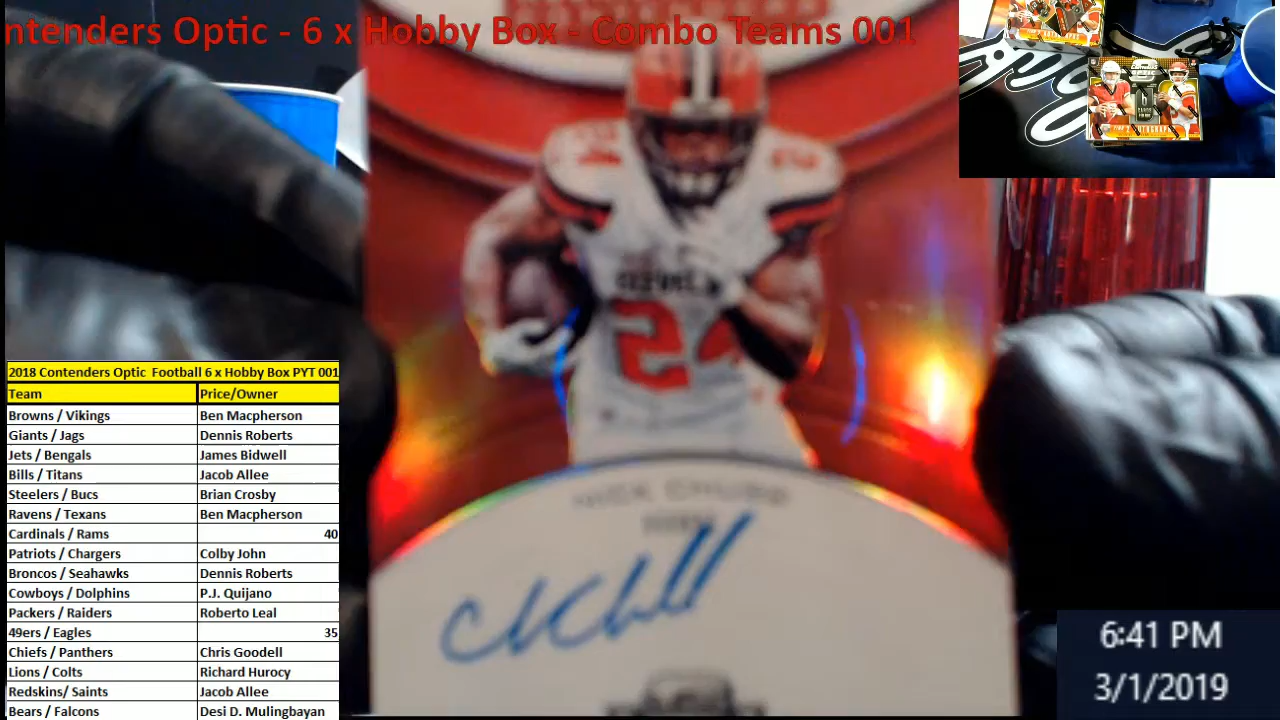 ntenders Optic - 6 x Hobby Box - Combo Teams 001
2018 Contenders Optic Football 6 x Hobby Box PYT 001
Team Price/Owner
Browns / Vikings Ben Macpherson
Giants / Jags Dennis Roberts
Jets / Bengals James Bidwell
Bills / Titans Jacob Allee
Steelers / Bucs Brian Crosby
Ravens / Texans Ben Macpherson
Cardinals / Rams 40
Patriots / Chargers Colby John
Broncos / Seahawks Dennis Roberts
Cowboys / Dolphins P.J. Quijano
Packers / Raiders Roberto Leal
49ers / Eagles 35
Chiefs / Panthers Chris Goodell
Lions / Colts Richard Hurocy
Redskins/ Saints Jacob Allee
Bears / Falcons Desi D. Mulingbayan
24
NICK CHUBB
6:41 PM
3/1/2019